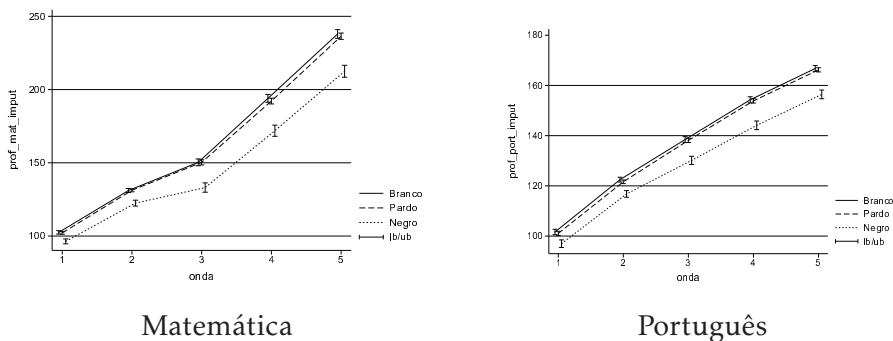 250
200
150
100
prof_mat_imput
1 2 3 4 5
onda
Branco
Pardo
Negro
lb/ub
Matemática
180
160
140
120
100
prof_port_imput
1 2 3 4 5
onda
Branco
Pardo
Negro
lb/ub
Português